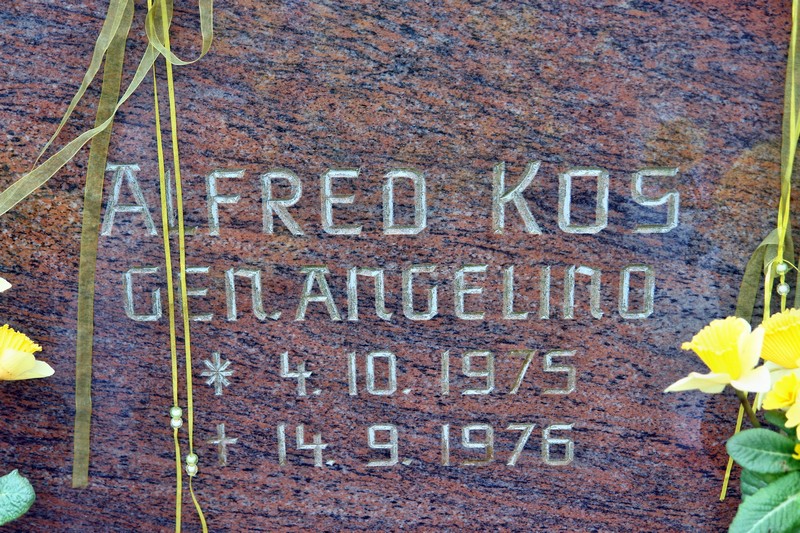 ALFRED KOS
GEN. ANGELINO
* 4. 10. 1975
† 14. 9. 1976